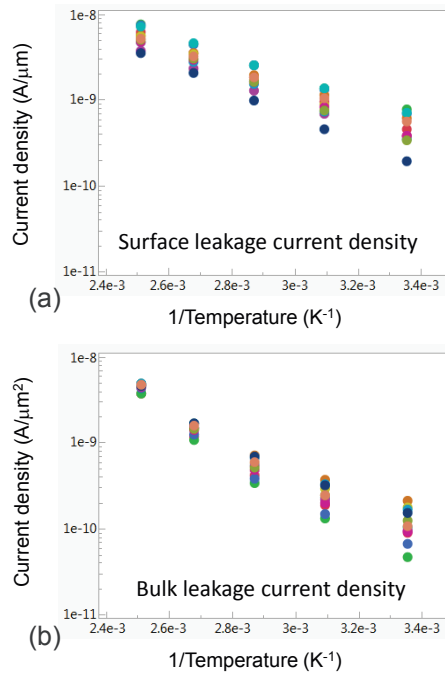 1e-8
1e-9
1e-10
1e-11
Current density (A/μm)
Surface leakage current density
(a)
2.4e-3 2.6e-3 2.8e-3 3e-3 3.2e-3 3.4e-3
1/Temperature (K-1)
1e-8
1e-9
1e-10
1e-11
Current density (A/μm2)
Bulk leakage current density
(b)
2.4e-3 2.6e-3 2.8e-3 3e-3 3.2e-3 3.4e-3
1/Temperature (K-1)